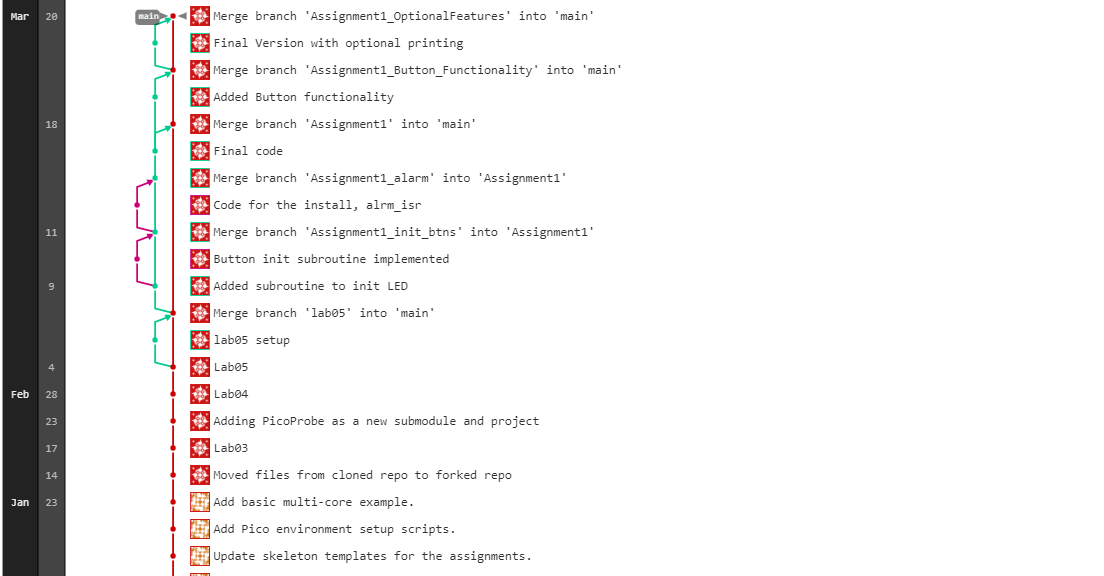 Mar 20 main Merge branch 'Assignment1_OptionalFeatures' into 'main'
Final Version with optional printing
Merge branch 'Assignment1_Button_Functionality' into 'main'
Added Button functionality
18 Merge branch 'Assignment1' into 'main'
Final code
Merge branch 'Assignment1_alarm' into 'Assignment1'
Code for the install, alrm_isr
11 Merge branch 'Assignment1_init_btns' into 'Assignment1'
Button init subroutine implemented
9 Added subroutine to init LED
Merge branch 'lab05' into 'main'
lab05 setup
4 Lab05
Feb 28 Lab04
23 Adding PicoProbe as a new submodule and project
17 Lab03
14 Moved files from cloned repo to forked repo
Jan 23 Add basic multi-core example.
Add Pico environment setup scripts.
Update skeleton templates for the assignments.